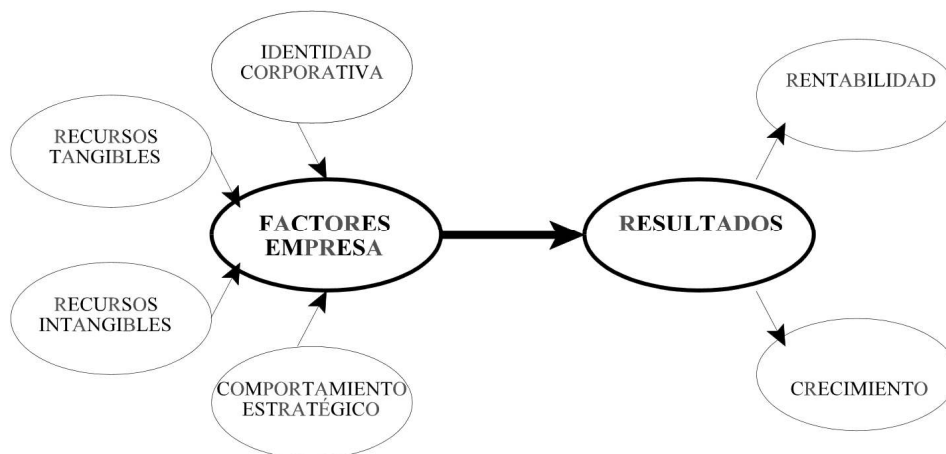 IDENTIDAD
CORPORATIVA
RENTABILIDAD
RECURSOS
TANGIBLES
FACTORES
EMPRESA
RESULTADOS
RECURSOS
INTANGIBLES
COMPORTAMIENTO
ESTRATÉGICO
CRECIMIENTO